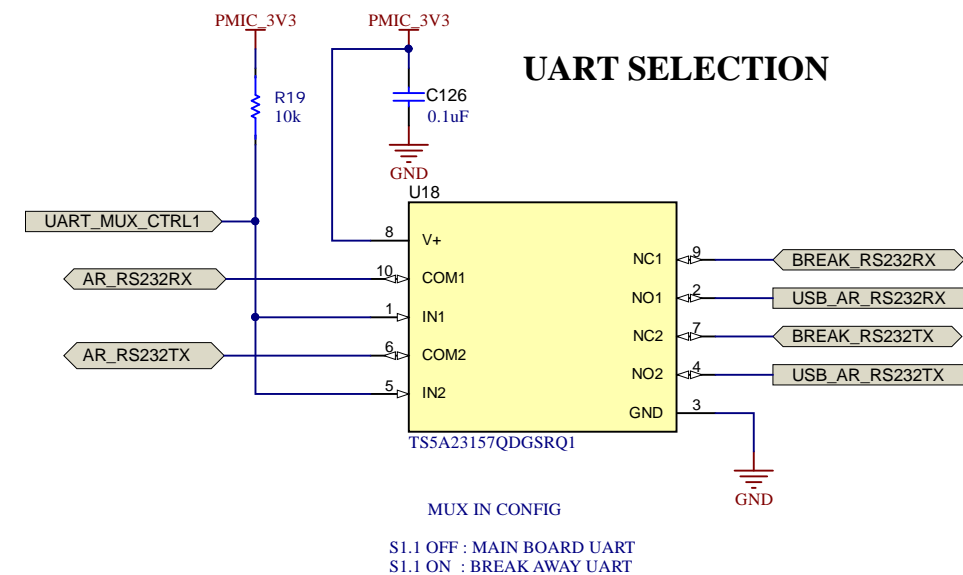 PMIC_3V3
PMIC_3V3
UART SELECTION
R19
10k
C126
0.1uF
GND
U18
UART_MUX_CTRL1
8
V+
AR_RS232RX
10
COM1
1
IN1
AR_RS232TX
6
COM2
5
IN2
NC1
9
BREAK_RS232RX
NO1
2
USB_AR_RS232RX
NC2
7
BREAK_RS232TX
NO2
4
USB_AR_RS232TX
GND
3
TS5A23157QDGSRQ1
GND
MUX IN CONFIG
S1.1 OFF : MAIN BOARD UART
S1.1 ON : BREAK AWAY UART